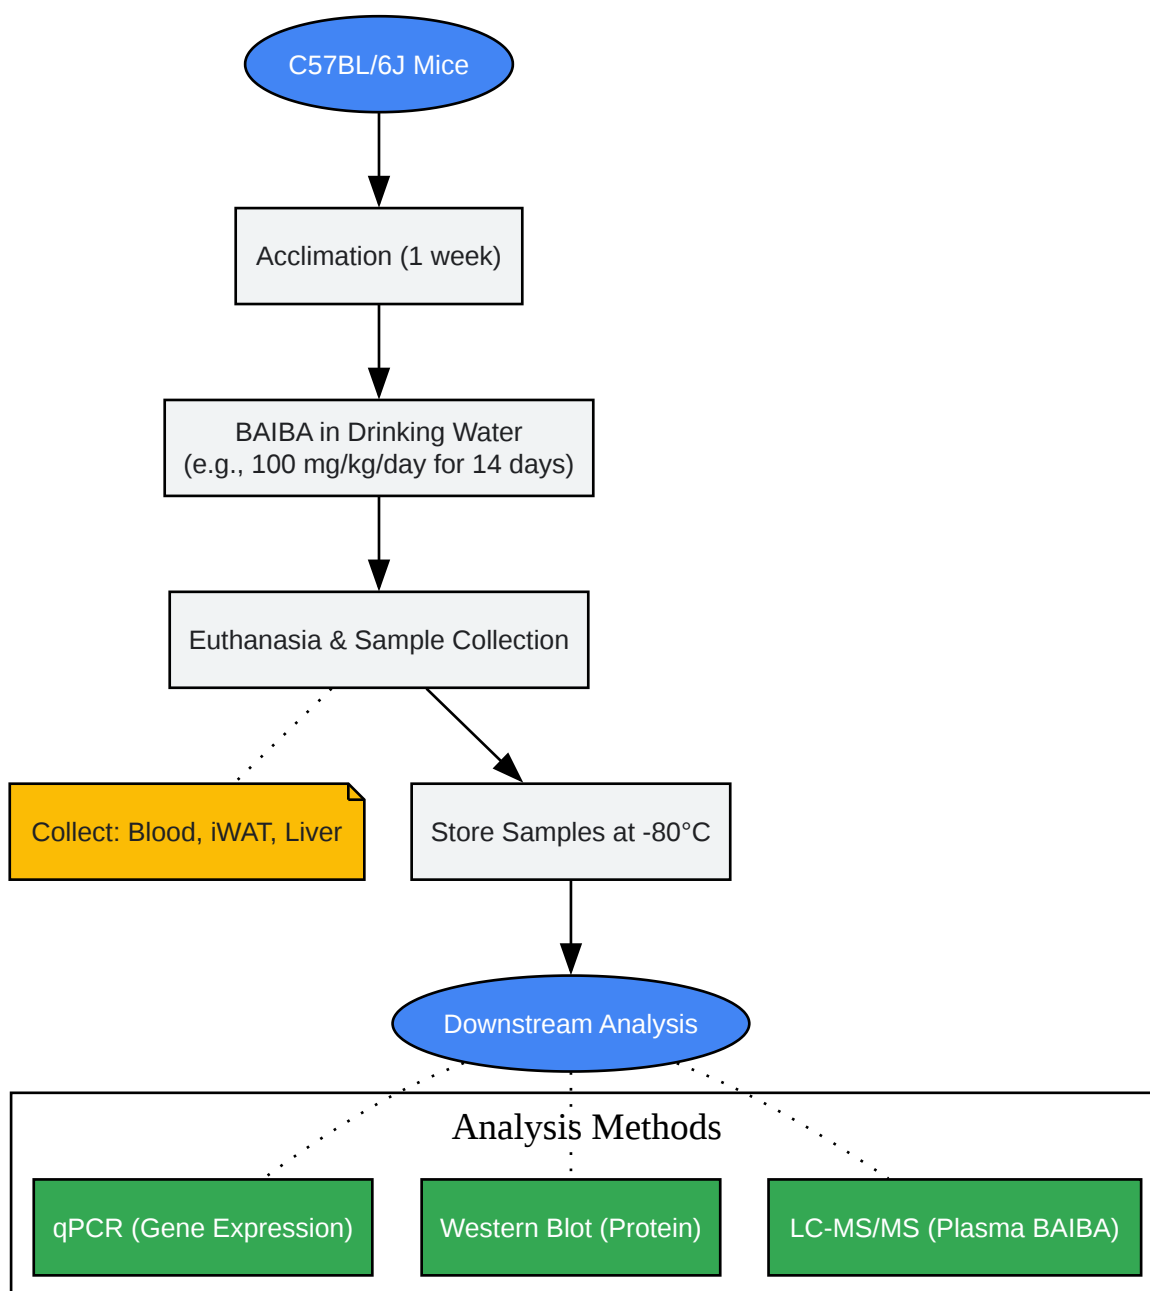 C57BL/6J Mice
Acclimation (1 week)
BAIBA in Drinking Water
(e.g., 100 mg/kg/day for 14 days)
Euthanasia & Sample Collection
Collect: Blood, iWAT, Liver
Store Samples at -80°C
Downstream Analysis
Analysis Methods
qPCR (Gene Expression)
Western Blot (Protein)
LC-MS/MS (Plasma BAIBA)